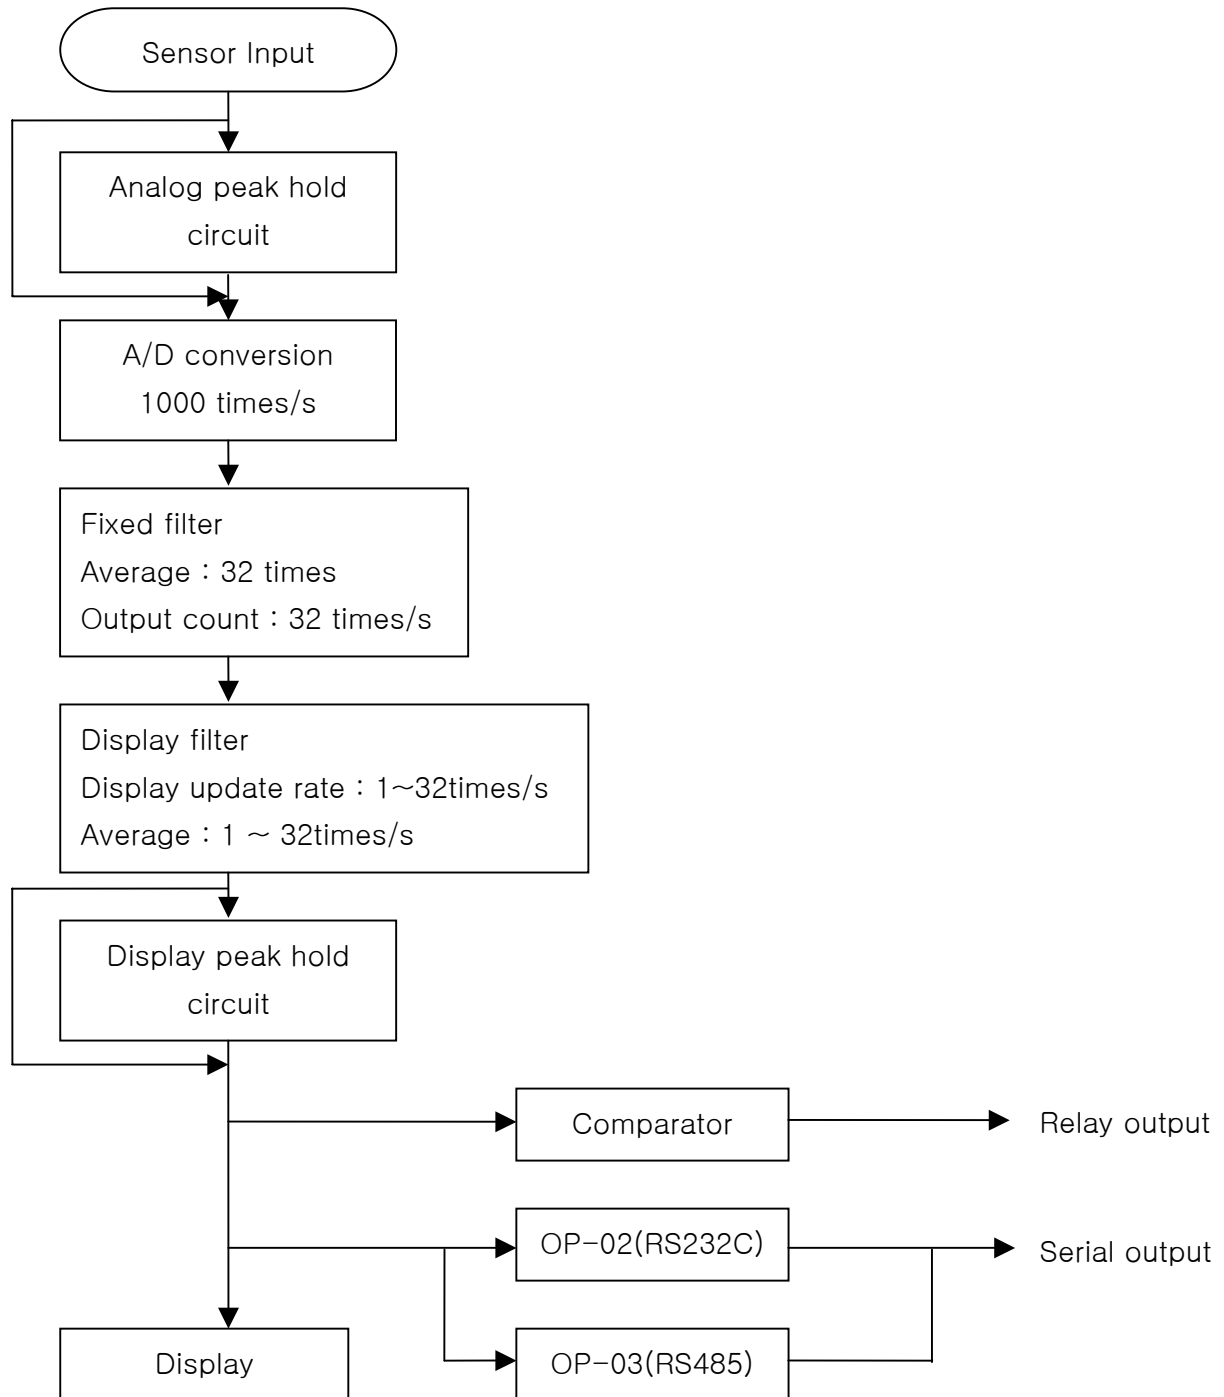 Sensor Input
Analog peak hold
circuit
A/D conversion
1000 times/s
Fixed filter
Average : 32 times
Output count : 32 times/s
Display filter
Display update rate : 1~32times/s
Average : 1 ~ 32times/s
Display peak hold
circuit
Comparator
Relay output
OP-02(RS232C)
Serial output
Display
OP-03(RS485)